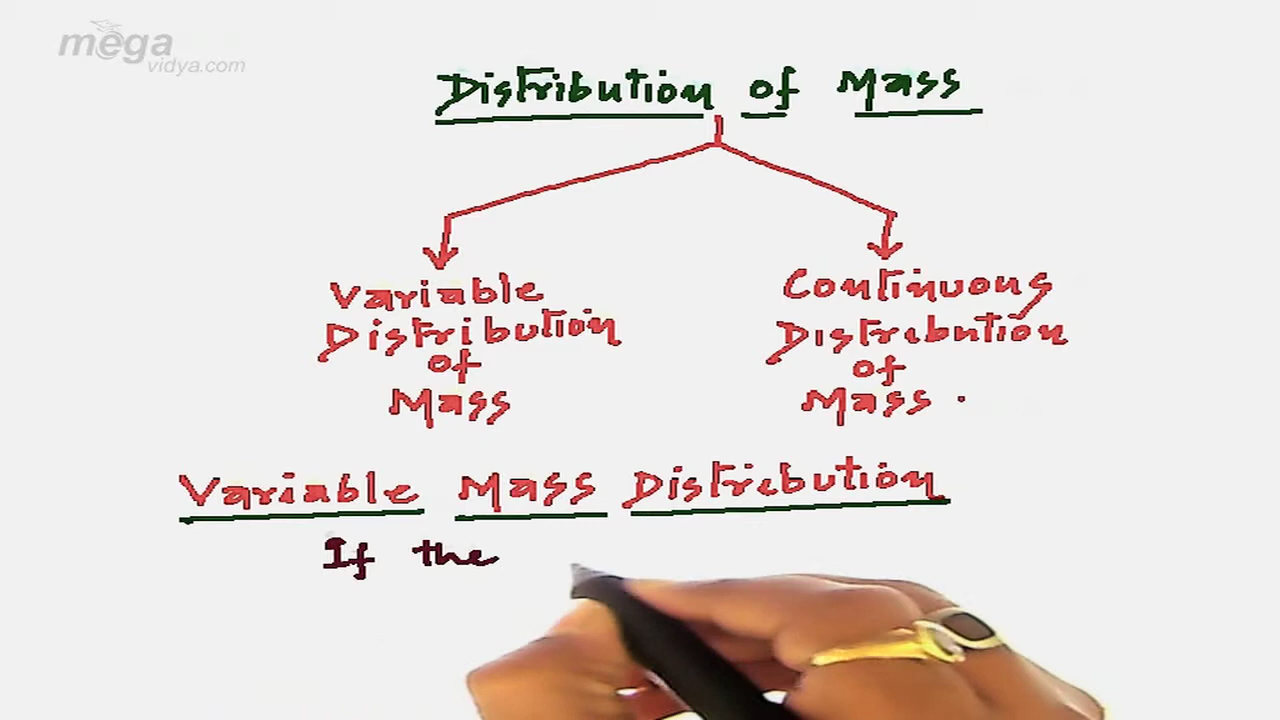 mega
vidya.com
Distribution of Mass
Variable
Distribution
of
Mass
Continuous
Distribution
of
Mass .
Variable Mass Distribution
If the